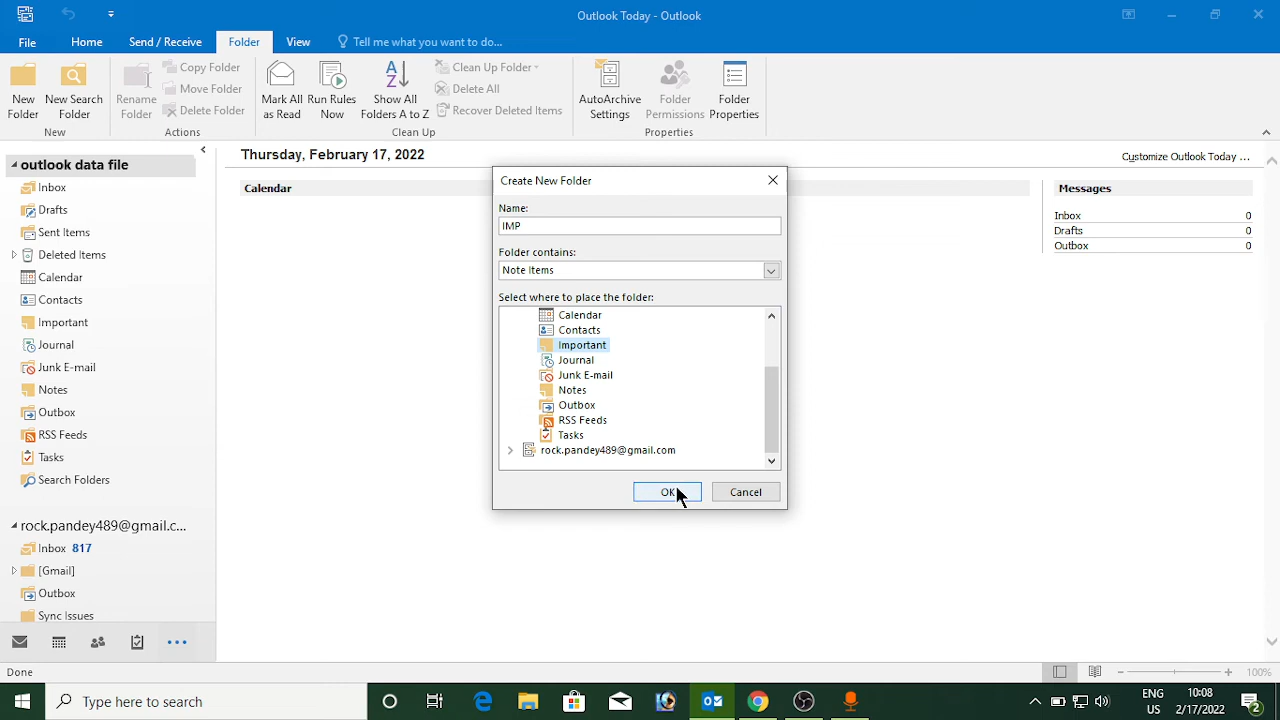 Outlook Today - Outlook
File Home Send / Receive Folder View Tell me what you want to do...
New Folder
New Search Folder
New
Rename Folder
Copy Folder
Move Folder
Delete Folder
Actions
Mark All as Read
Run Rules Now
Show All Folders A to Z
Clean Up Folder
Delete All
Recover Deleted Items
Clean Up
AutoArchive Settings
Folder Permissions
Folder Properties
Properties
outlook data file
Inbox
Drafts
Sent Items
Deleted Items
Calendar
Contacts
Important
Journal
Junk E-mail
Notes
Outbox
RSS Feeds
Tasks
Search Folders
rock.pandey489@gmail.c...
Inbox 817
[Gmail]
Outbox
Sync Issues
Thursday, February 17, 2022
Customize Outlook Today ...
Calendar
Messages
Inbox 0
Drafts 0
Outbox 0
Create New Folder
Name:
IMP
Folder contains:
Note Items
Select where to place the folder:
Calendar
Contacts
Important
Journal
Junk E-mail
Notes
Outbox
RSS Feeds
Tasks
rock.pandey489@gmail.com
OK Cancel
Done
100%
Type here to search
ENG
US
10:08
2/17/2022
2